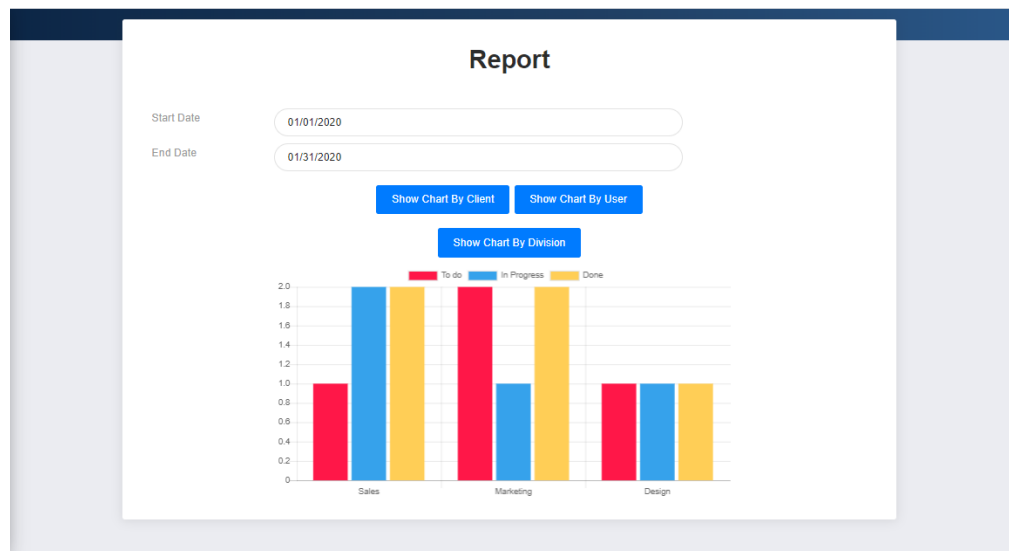 Report
Start Date 01/01/2020
End Date 01/31/2020
Show Chart By Client Show Chart By User
Show Chart By Division
To do In Progress Done
2.0
1.8
1.6
1.4
1.2
1.0
0.8
0.6
0.4
0.2
0
Sales Marketing Design